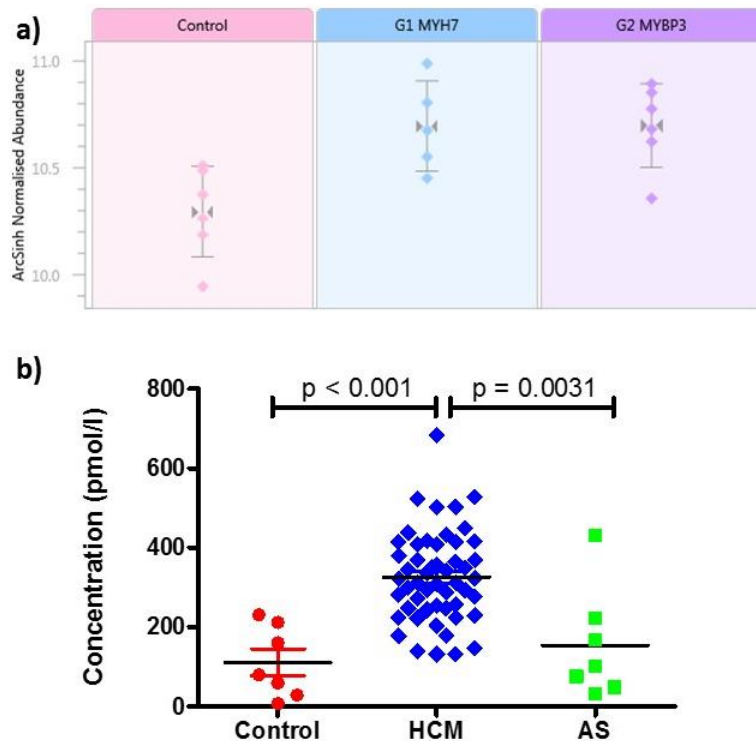 a)
Control G1 MYH7 G2 MYBP3
ArcSinh Normalised Abundance
11.0
10.5
10.0
b)
Concentration (pmol/l)
800
600
400
200
0
p < 0.001 p = 0.0031
Control HCM AS